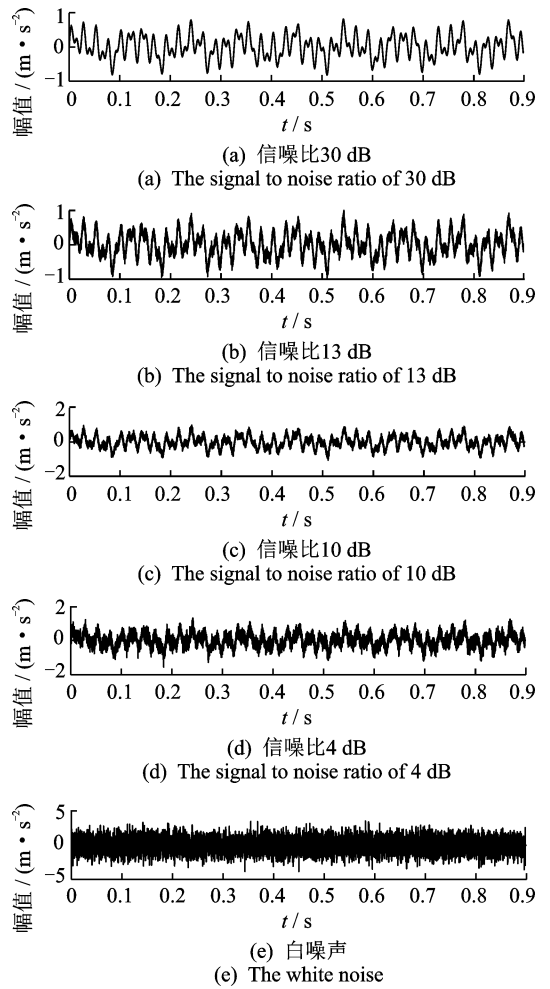 幅值 / (m·s⁻²)
1
0
−1
0 0.1 0.2 0.3 0.4 0.5 0.6 0.7 0.8 0.9
t / s
(a) 信噪比30 dB
(a) The signal to noise ratio of 30 dB
幅值 / (m·s⁻²)
1
0
−1
0 0.1 0.2 0.3 0.4 0.5 0.6 0.7 0.8 0.9
t / s
(b) 信噪比13 dB
(b) The signal to noise ratio of 13 dB
幅值 / (m·s⁻²)
2
0
−2
0 0.1 0.2 0.3 0.4 0.5 0.6 0.7 0.8 0.9
t / s
(c) 信噪比10 dB
(c) The signal to noise ratio of 10 dB
幅值 / (m·s⁻²)
2
0
−2
0 0.1 0.2 0.3 0.4 0.5 0.6 0.7 0.8 0.9
t / s
(d) 信噪比4 dB
(d) The signal to noise ratio of 4 dB
幅值 / (m·s⁻²)
5
0
−5
0 0.1 0.2 0.3 0.4 0.5 0.6 0.7 0.8 0.9
t / s
(e) 白噪声
(e) The white noise